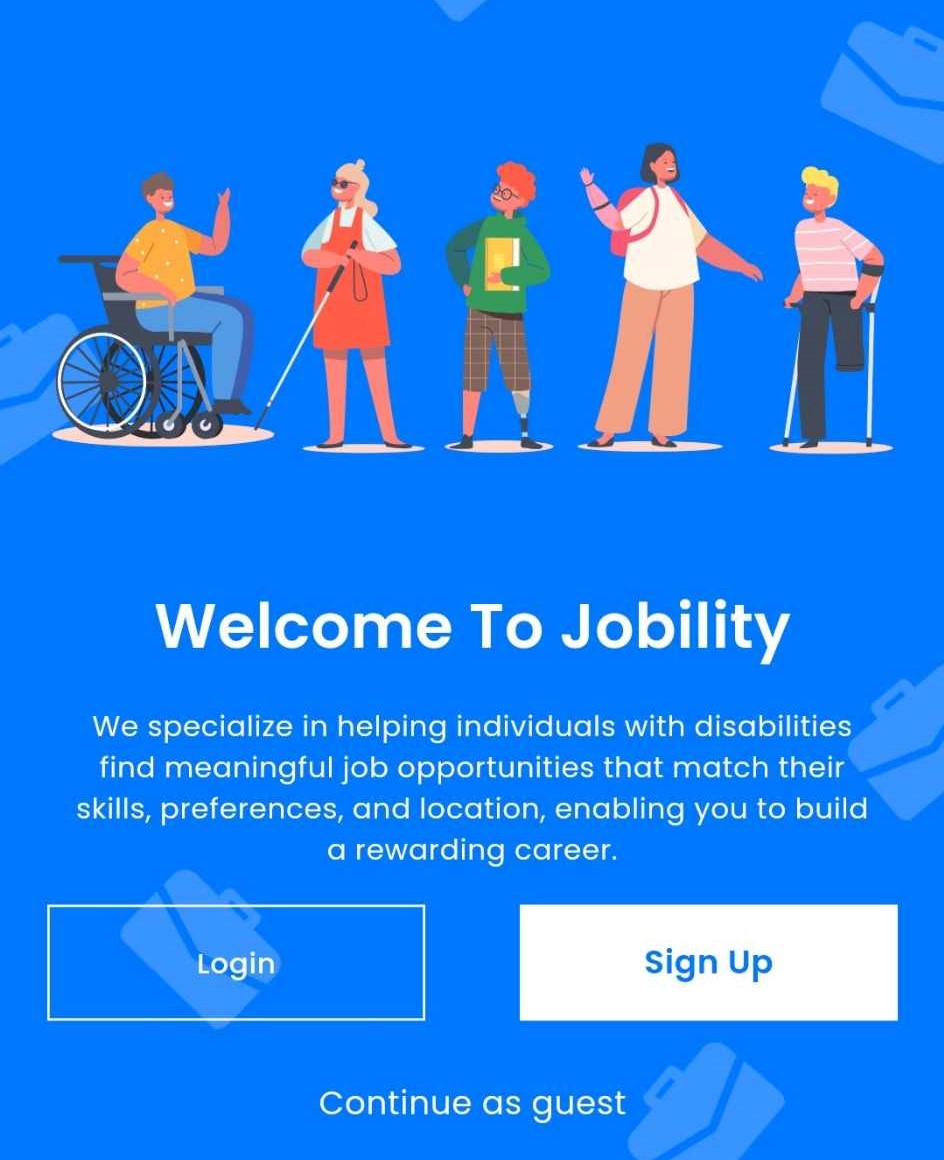 Welcome To Jobility
We specialize in helping individuals with disabilities
find meaningful job opportunities that match their
skills, preferences, and location, enabling you to build
a rewarding career.
Login
Sign Up
Continue as guest